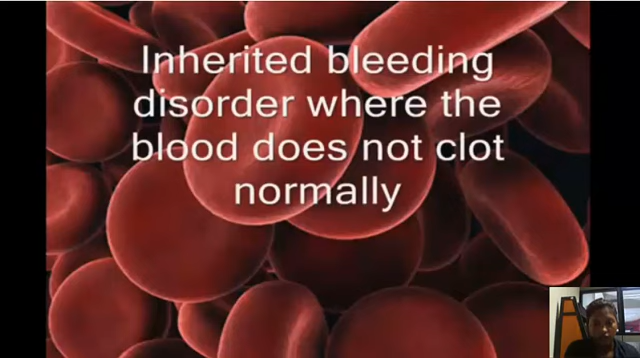 Inherited bleeding
disorder where the
blood does not clot
normally